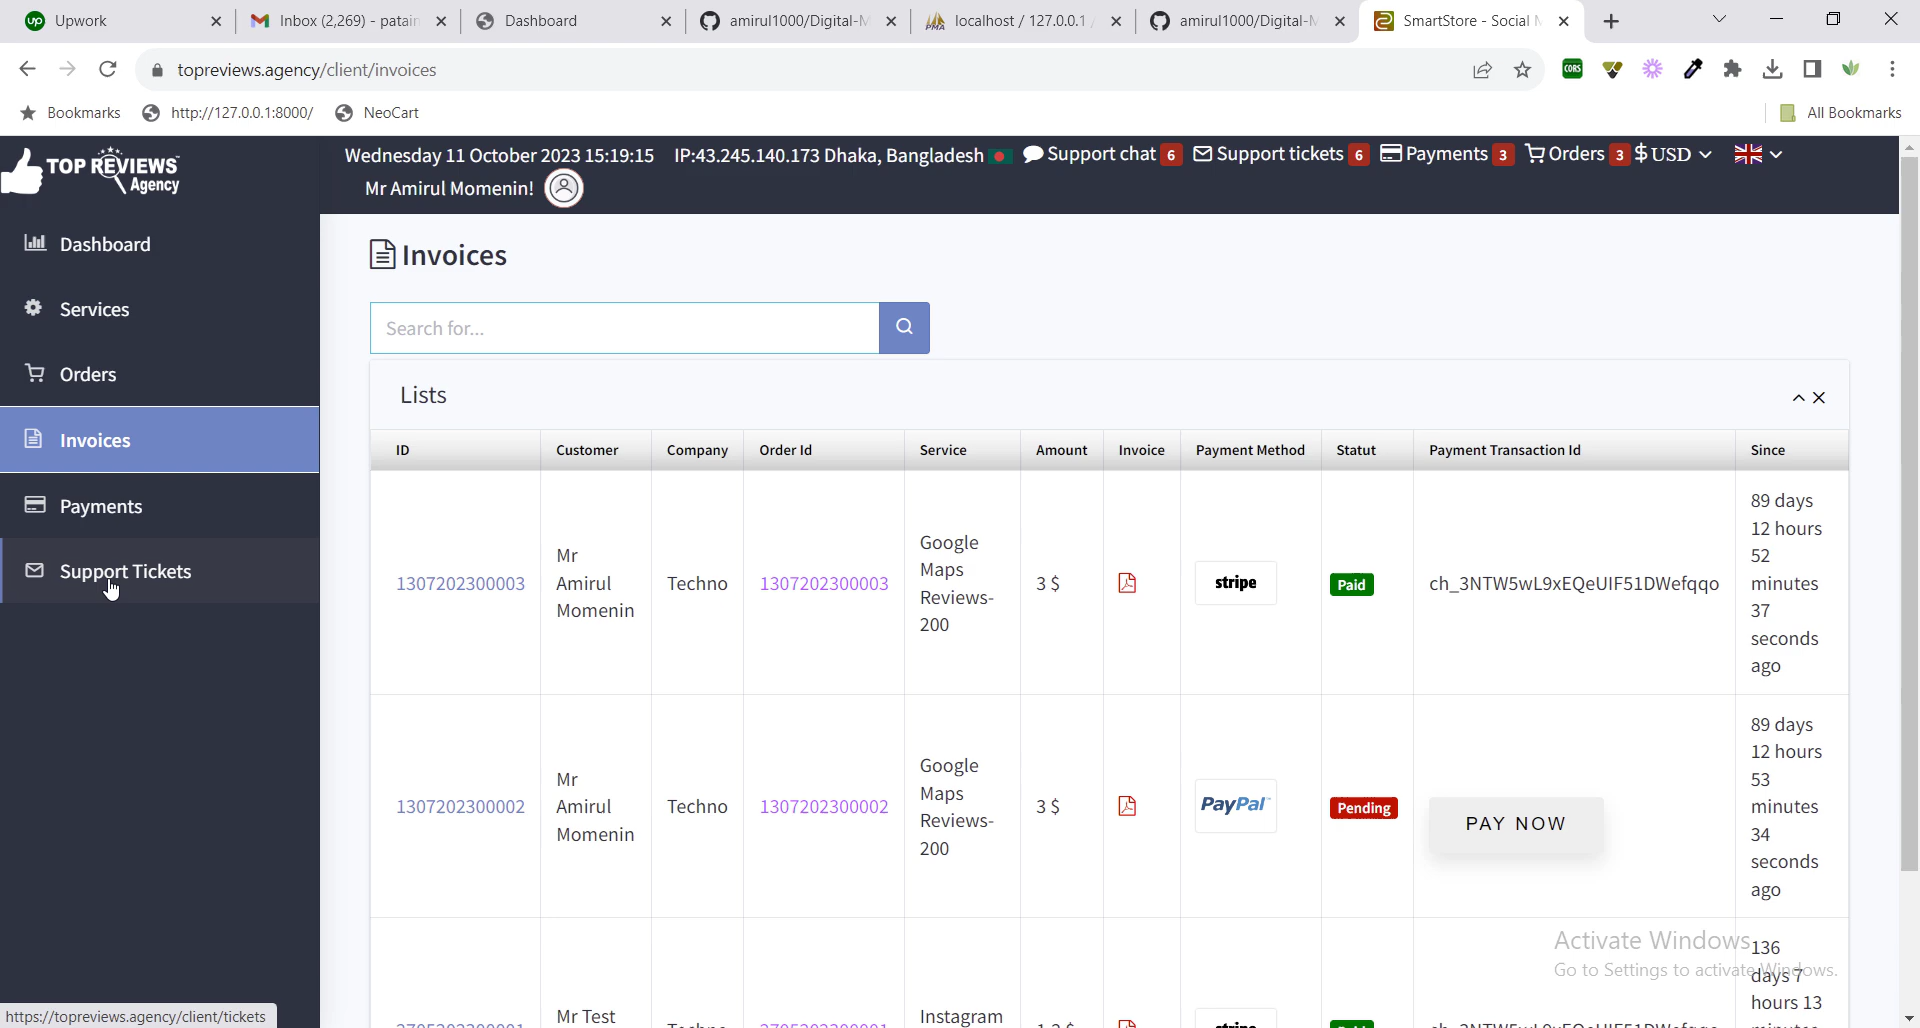 Upwork
Inbox (2,269) - patain
Dashboard
amirul1000/Digital-M
localhost / 127.0.0.1 /
amirul1000/Digital-M
SmartStore - Social M
topreviews.agency/client/invoices
CORS
Bookmarks
http://127.0.0.1:8000/
NeoCart
All Bookmarks
TOP REVIEWS Agency
Wednesday 11 October 2023 15:19:15 IP:43.245.140.173 Dhaka, Bangladesh Support chat 6 Support tickets 6 Payments 3 Orders 3 $ USD
Mr Amirul Momenin!
Dashboard
Services
Orders
Invoices
Payments
Support Tickets
Invoices
Search for...
Lists
ID Customer Company Order Id Service Amount Invoice Payment Method Statut Payment Transaction Id Since
1307202300003 Mr Amirul Momenin Techno 1307202300003 Google Maps Reviews-200 3 $ stripe Paid ch_3NTW5wL9xEQeUIF51DWefqqo 89 days 12 hours 52 minutes 37 seconds ago
1307202300002 Mr Amirul Momenin Techno 1307202300002 Google Maps Reviews-200 3 $ PayPal Pending PAY NOW 89 days 12 hours 53 minutes 34 seconds ago
Mr Test Instagram 136 days 7 hours 13
Activate Windows
Go to Settings to activate Windows.
https://topreviews.agency/client/tickets